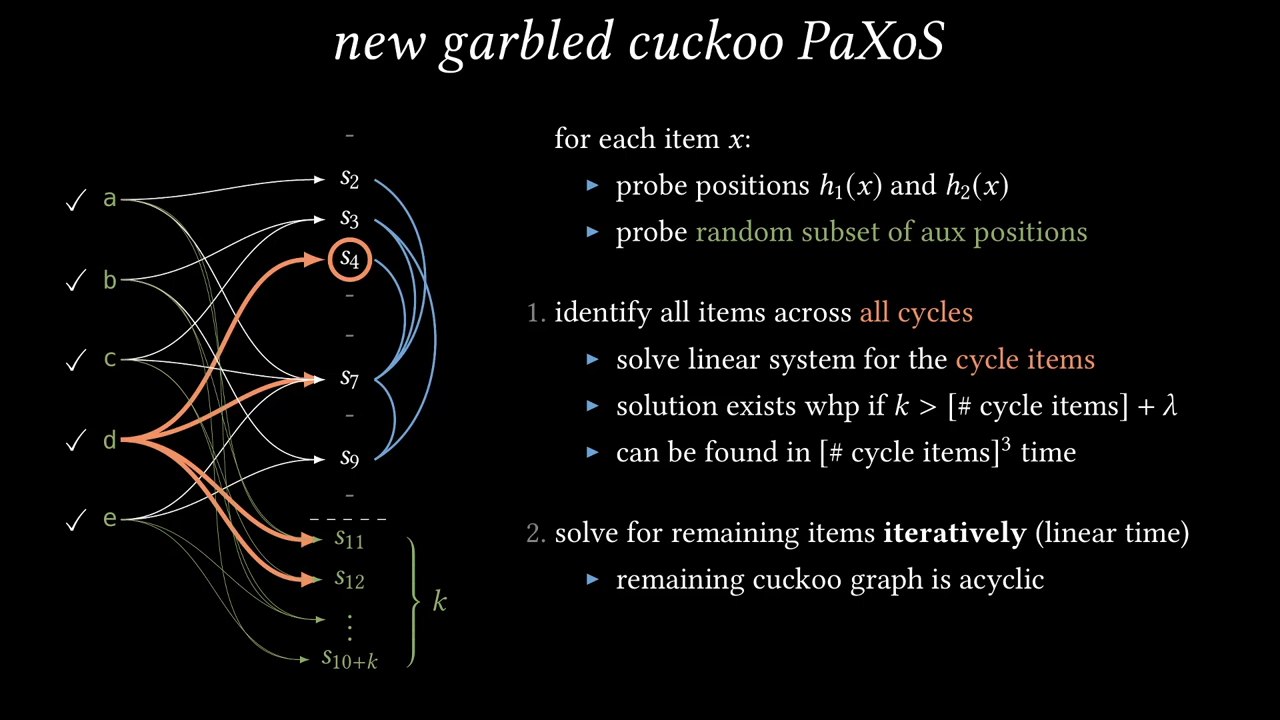 new garbled cuckoo PaXoS
–
s₂
✓ a
s₃
s₄
✓ b
–
–
✓ c
s₇
–
✓ d
s₉
–
✓ e
s₁₁
s₁₂
⋮
k
s₁₀₊ₖ
for each item x:
▸ probe positions h₁(x) and h₂(x)
▸ probe random subset of aux positions
1. identify all items across all cycles
▸ solve linear system for the cycle items
▸ solution exists whp if k > [# cycle items] + λ
▸ can be found in [# cycle items]³ time
2. solve for remaining items iteratively (linear time)
▸ remaining cuckoo graph is acyclic